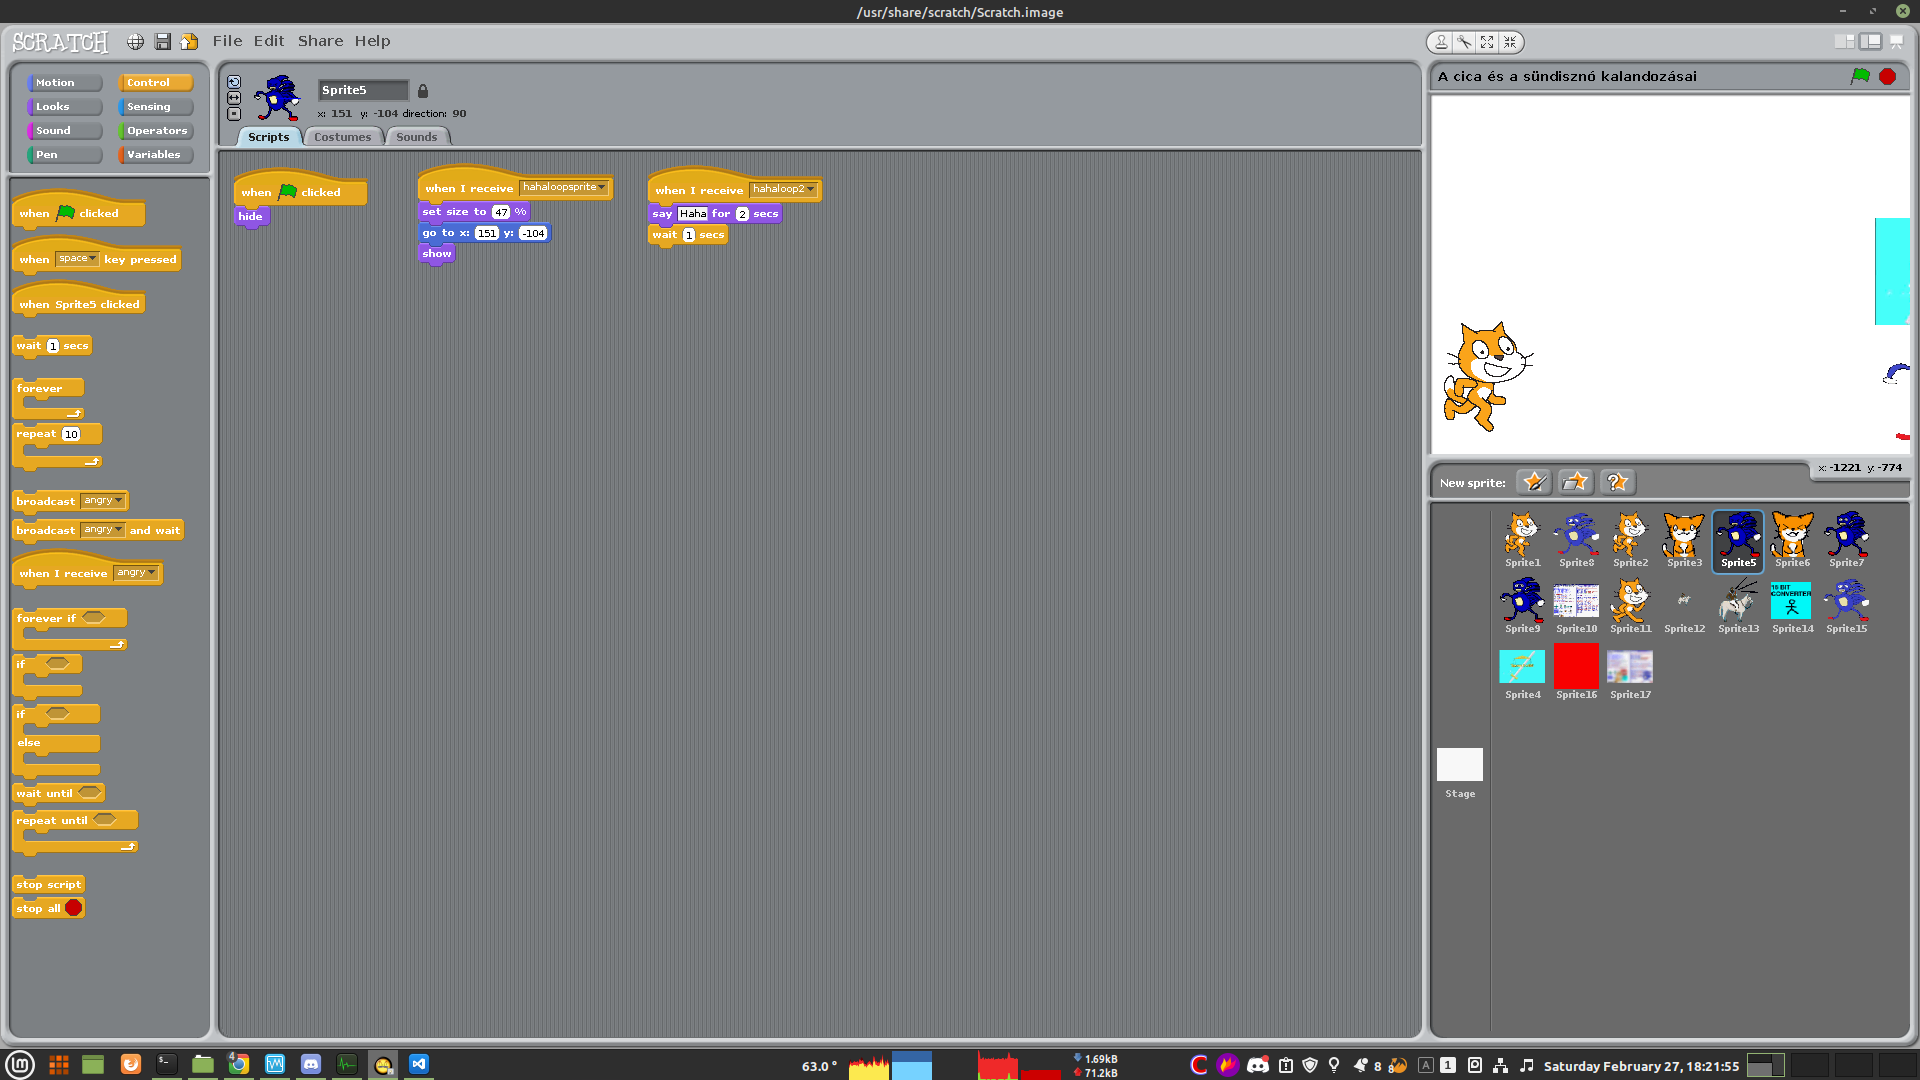 /usr/share/scratch/Scratch.image
SCRATCH File Edit Share Help
Motion Control
Looks Sensing
Sound Operators
Pen Variables
when clicked
when space key pressed
when Sprite5 clicked
wait 1 secs
forever
repeat 10
broadcast angry
broadcast angry and wait
when I receive angry
forever if
if
if
else
wait until
repeat until
stop script
stop all
Sprite5
x: 151 y: -104 direction: 90
Scripts Costumes Sounds
when clicked
hide
when I receive hahaloopsprite
set size to 47 %
go to x: 151 y: -104
show
when I receive hahaloop2
say Haha for 2 secs
wait 1 secs
A cica és a sündisznó kalandozásai
x: -1221 y: -774
New sprite:
Sprite1 Sprite8 Sprite2 Sprite3 Sprite5 Sprite6 Sprite7
16 BIT
CONVERTER
Sprite9 Sprite10 Sprite11 Sprite12 Sprite13 Sprite14 Sprite15
Sprite4 Sprite16 Sprite17
Stage
4
63.0 °
1.69kB
71.2kB
8
A 1
Saturday February 27, 18:21:55